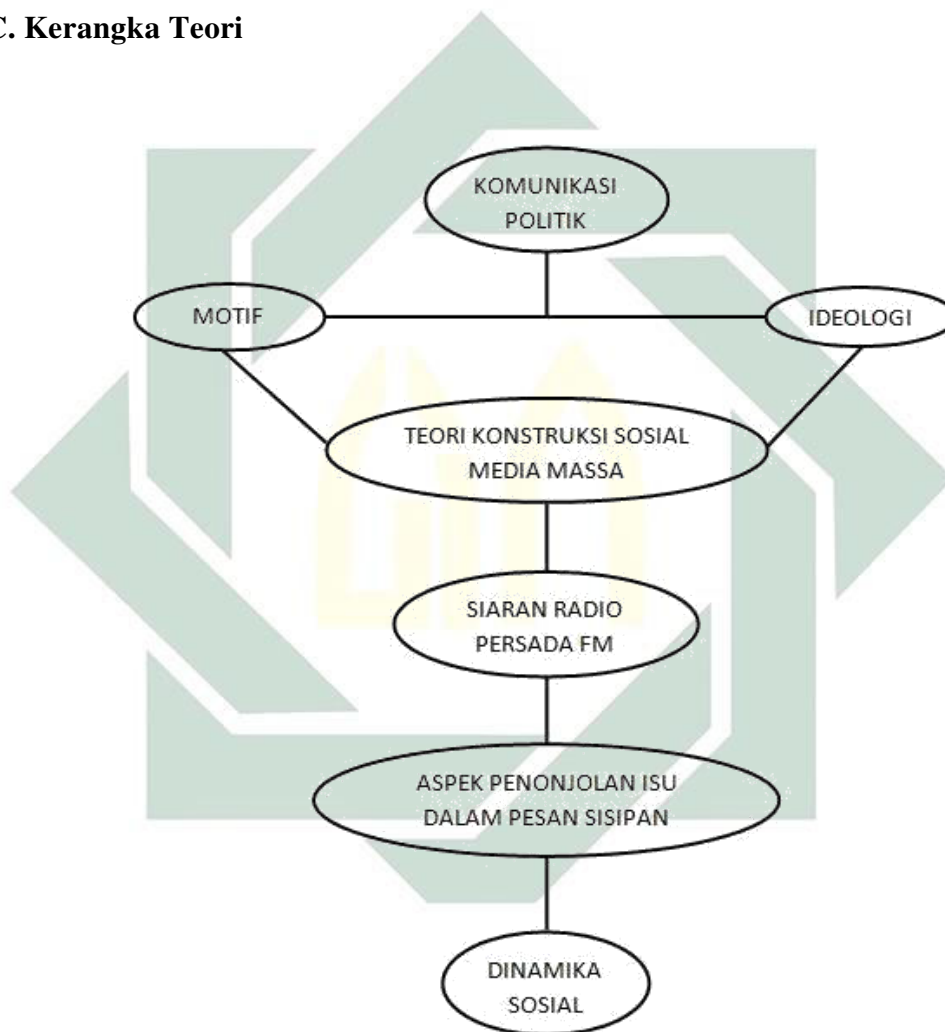 C. Kerangka Teori
KOMUNIKASI
POLITIK
MOTIF
IDEOLOGI
TEORI KONSTRUKSI SOSIAL
MEDIA MASSA
SIARAN RADIO
PERSADA FM
ASPEK PENONJOLAN ISU
DALAM PESAN SISIPAN
DINAMIKA
SOSIAL